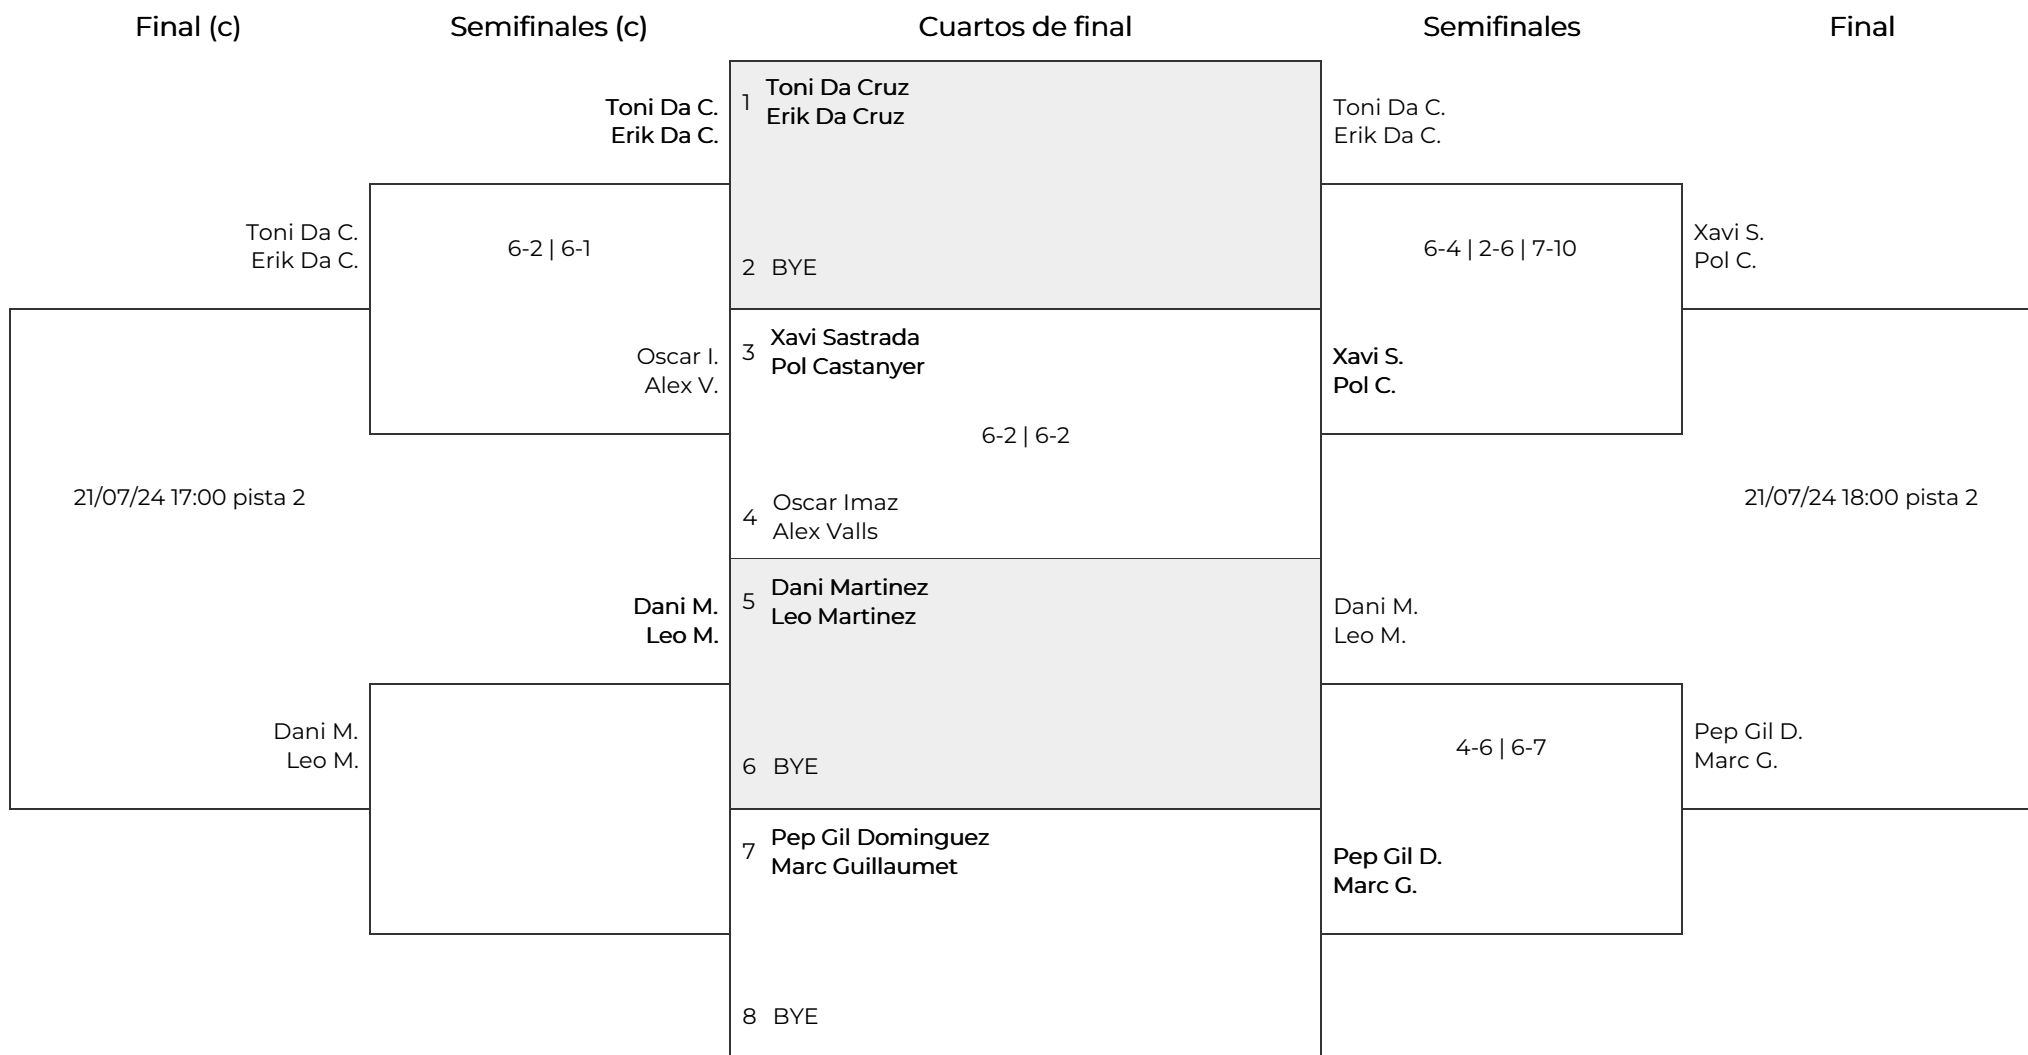 Final (c)
Semifinales (c)
Cuartos de final
Semifinales
Final
Toni Da C.
Erik Da C.
1
Toni Da Cruz
Erik Da Cruz
Toni Da C.
Erik Da C.
Toni Da C.
Erik Da C.
6-2 | 6-1
2 BYE
6-4 | 2-6 | 7-10
Xavi S.
Pol C.
Oscar I.
Alex V.
3
Xavi Sastrada
Pol Castanyer
Xavi S.
Pol C.
6-2 | 6-2
21/07/24 17:00 pista 2
4
Oscar Imaz
Alex Valls
21/07/24 18:00 pista 2
Dani M.
Leo M.
5
Dani Martinez
Leo Martinez
Dani M.
Leo M.
Dani M.
Leo M.
6 BYE
4-6 | 6-7
Pep Gil D.
Marc G.
7
Pep Gil Dominguez
Marc Guillaumet
Pep Gil D.
Marc G.
8 BYE